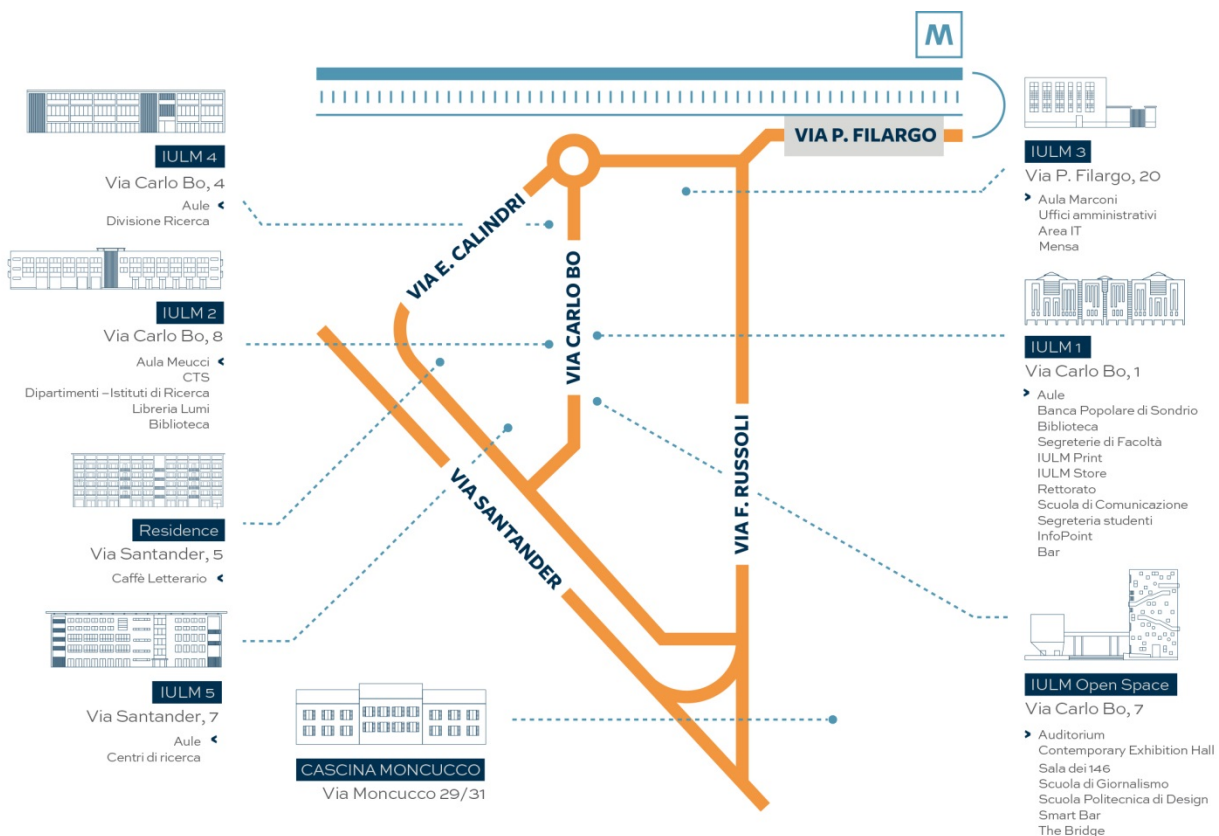 M
VIA P. FILARGO
VIA E. CALINDRI
VIA CARLO BO
VIA F. RUSSOLI
VIA SANTANDER
IULM 4
Via Carlo Bo, 4
Aule <
Divisione Ricerca
IULM 2
Via Carlo Bo, 8
Aula Meucci <
CTS
Dipartimenti –Istituti di Ricerca
Libreria Lumi
Biblioteca
Residence
Via Santander, 5
Caffè Letterario <
IULM 5
Via Santander, 7
Aule <
Centri di ricerca
CASCINA MONCUCCO
Via Moncucco 29/31
IULM 3
Via P. Filargo, 20
> Aula Marconi
Uffici amministrativi
Area IT
Mensa
IULM 1
Via Carlo Bo, 1
> Aule
Banca Popolare di Sondrio
Biblioteca
Segreterie di Facoltà
IULM Print
IULM Store
Rettorato
Scuola di Comunicazione
Segreteria studenti
InfoPoint
Bar
IULM Open Space
Via Carlo Bo, 7
> Auditorium
Contemporary Exhibition Hall
Sala dei 146
Scuola di Giornalismo
Scuola Politecnica di Design
Smart Bar
The Bridge